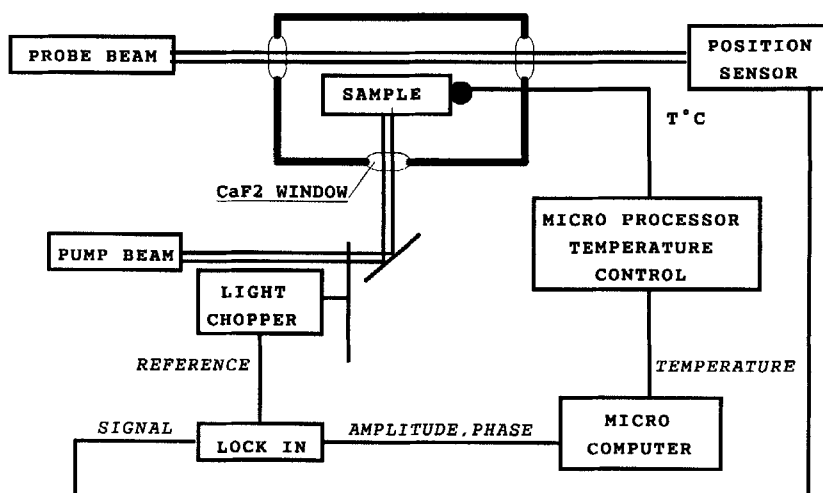 PROBE BEAM
POSITION
SENSOR
SAMPLE
T°C
CaF2 WINDOW
MICRO PROCESSOR
TEMPERATURE
CONTROL
PUMP BEAM
LIGHT
CHOPPER
REFERENCE
TEMPERATURE
SIGNAL
LOCK IN
AMPLITUDE,PHASE
MICRO
COMPUTER